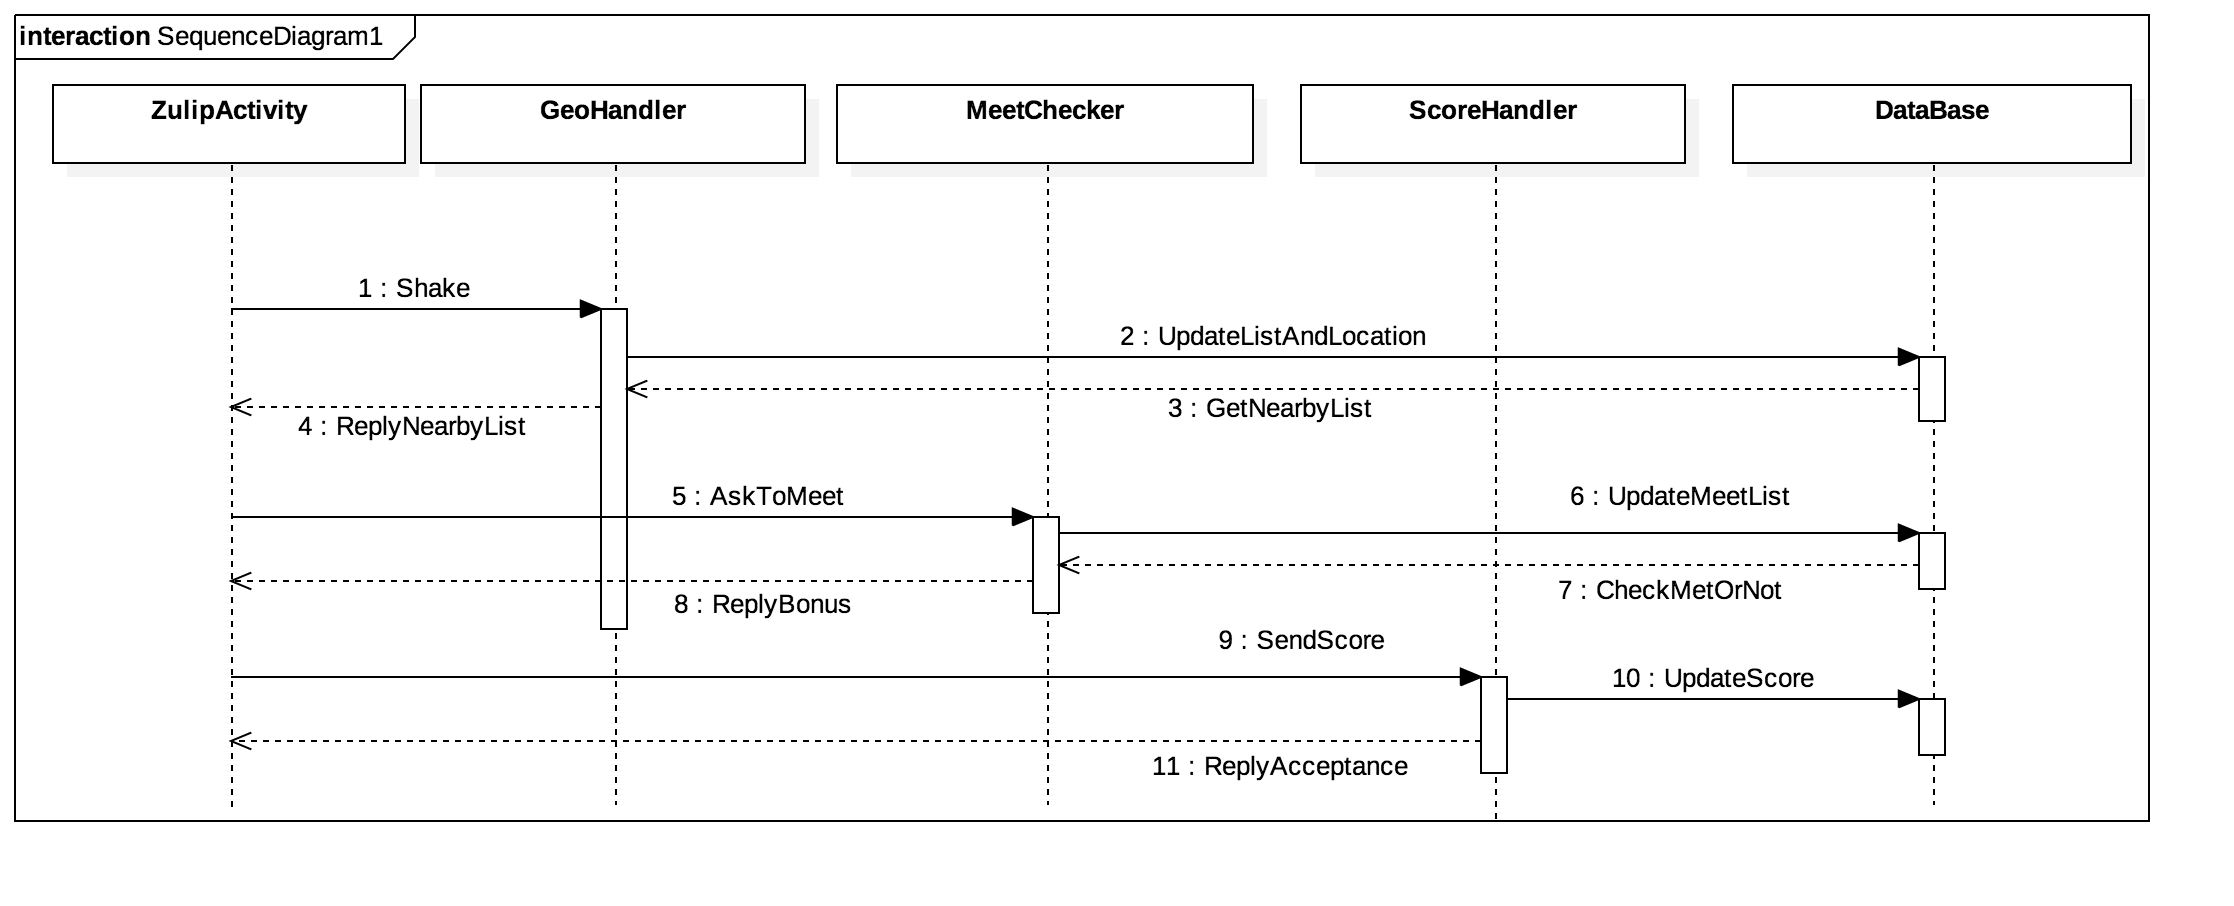 interaction SequenceDiagram1
ZulipActivity
GeoHandler
MeetChecker
ScoreHandler
DataBase
1 : Shake
2 : UpdateListAndLocation
3 : GetNearbyList
4 : ReplyNearbyList
5 : AskToMeet
6 : UpdateMeetList
7 : CheckMetOrNot
8 : ReplyBonus
9 : SendScore
10 : UpdateScore
11 : ReplyAcceptance